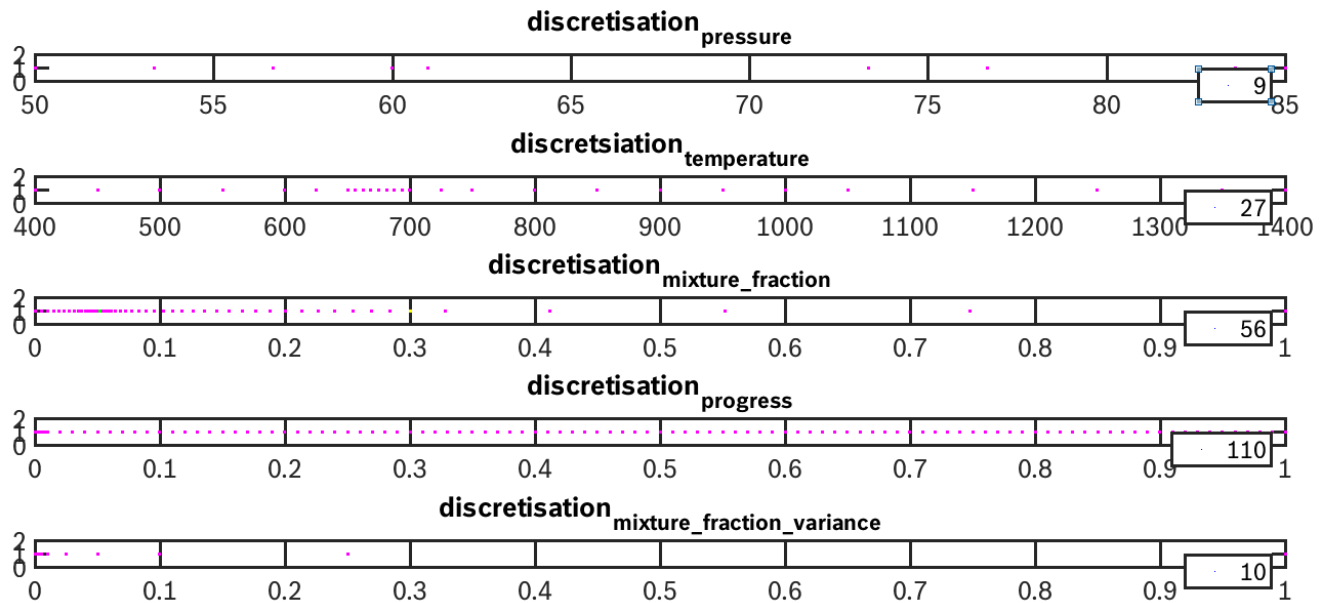 discretisation_pressure
2
1
0
9
50 55 60 65 70 75 80 85
discretsiation_temperature
2
1
0
27
400 500 600 700 800 900 1000 1100 1200 1300 1400
discretisation_mixture_fraction
2
1
0
56
0 0.1 0.2 0.3 0.4 0.5 0.6 0.7 0.8 0.9 1
discretisation_progress
2
1
0
110
0 0.1 0.2 0.3 0.4 0.5 0.6 0.7 0.8 0.9 1
discretisation_mixture_fraction_variance
2
1
0
10
0 0.1 0.2 0.3 0.4 0.5 0.6 0.7 0.8 0.9 1